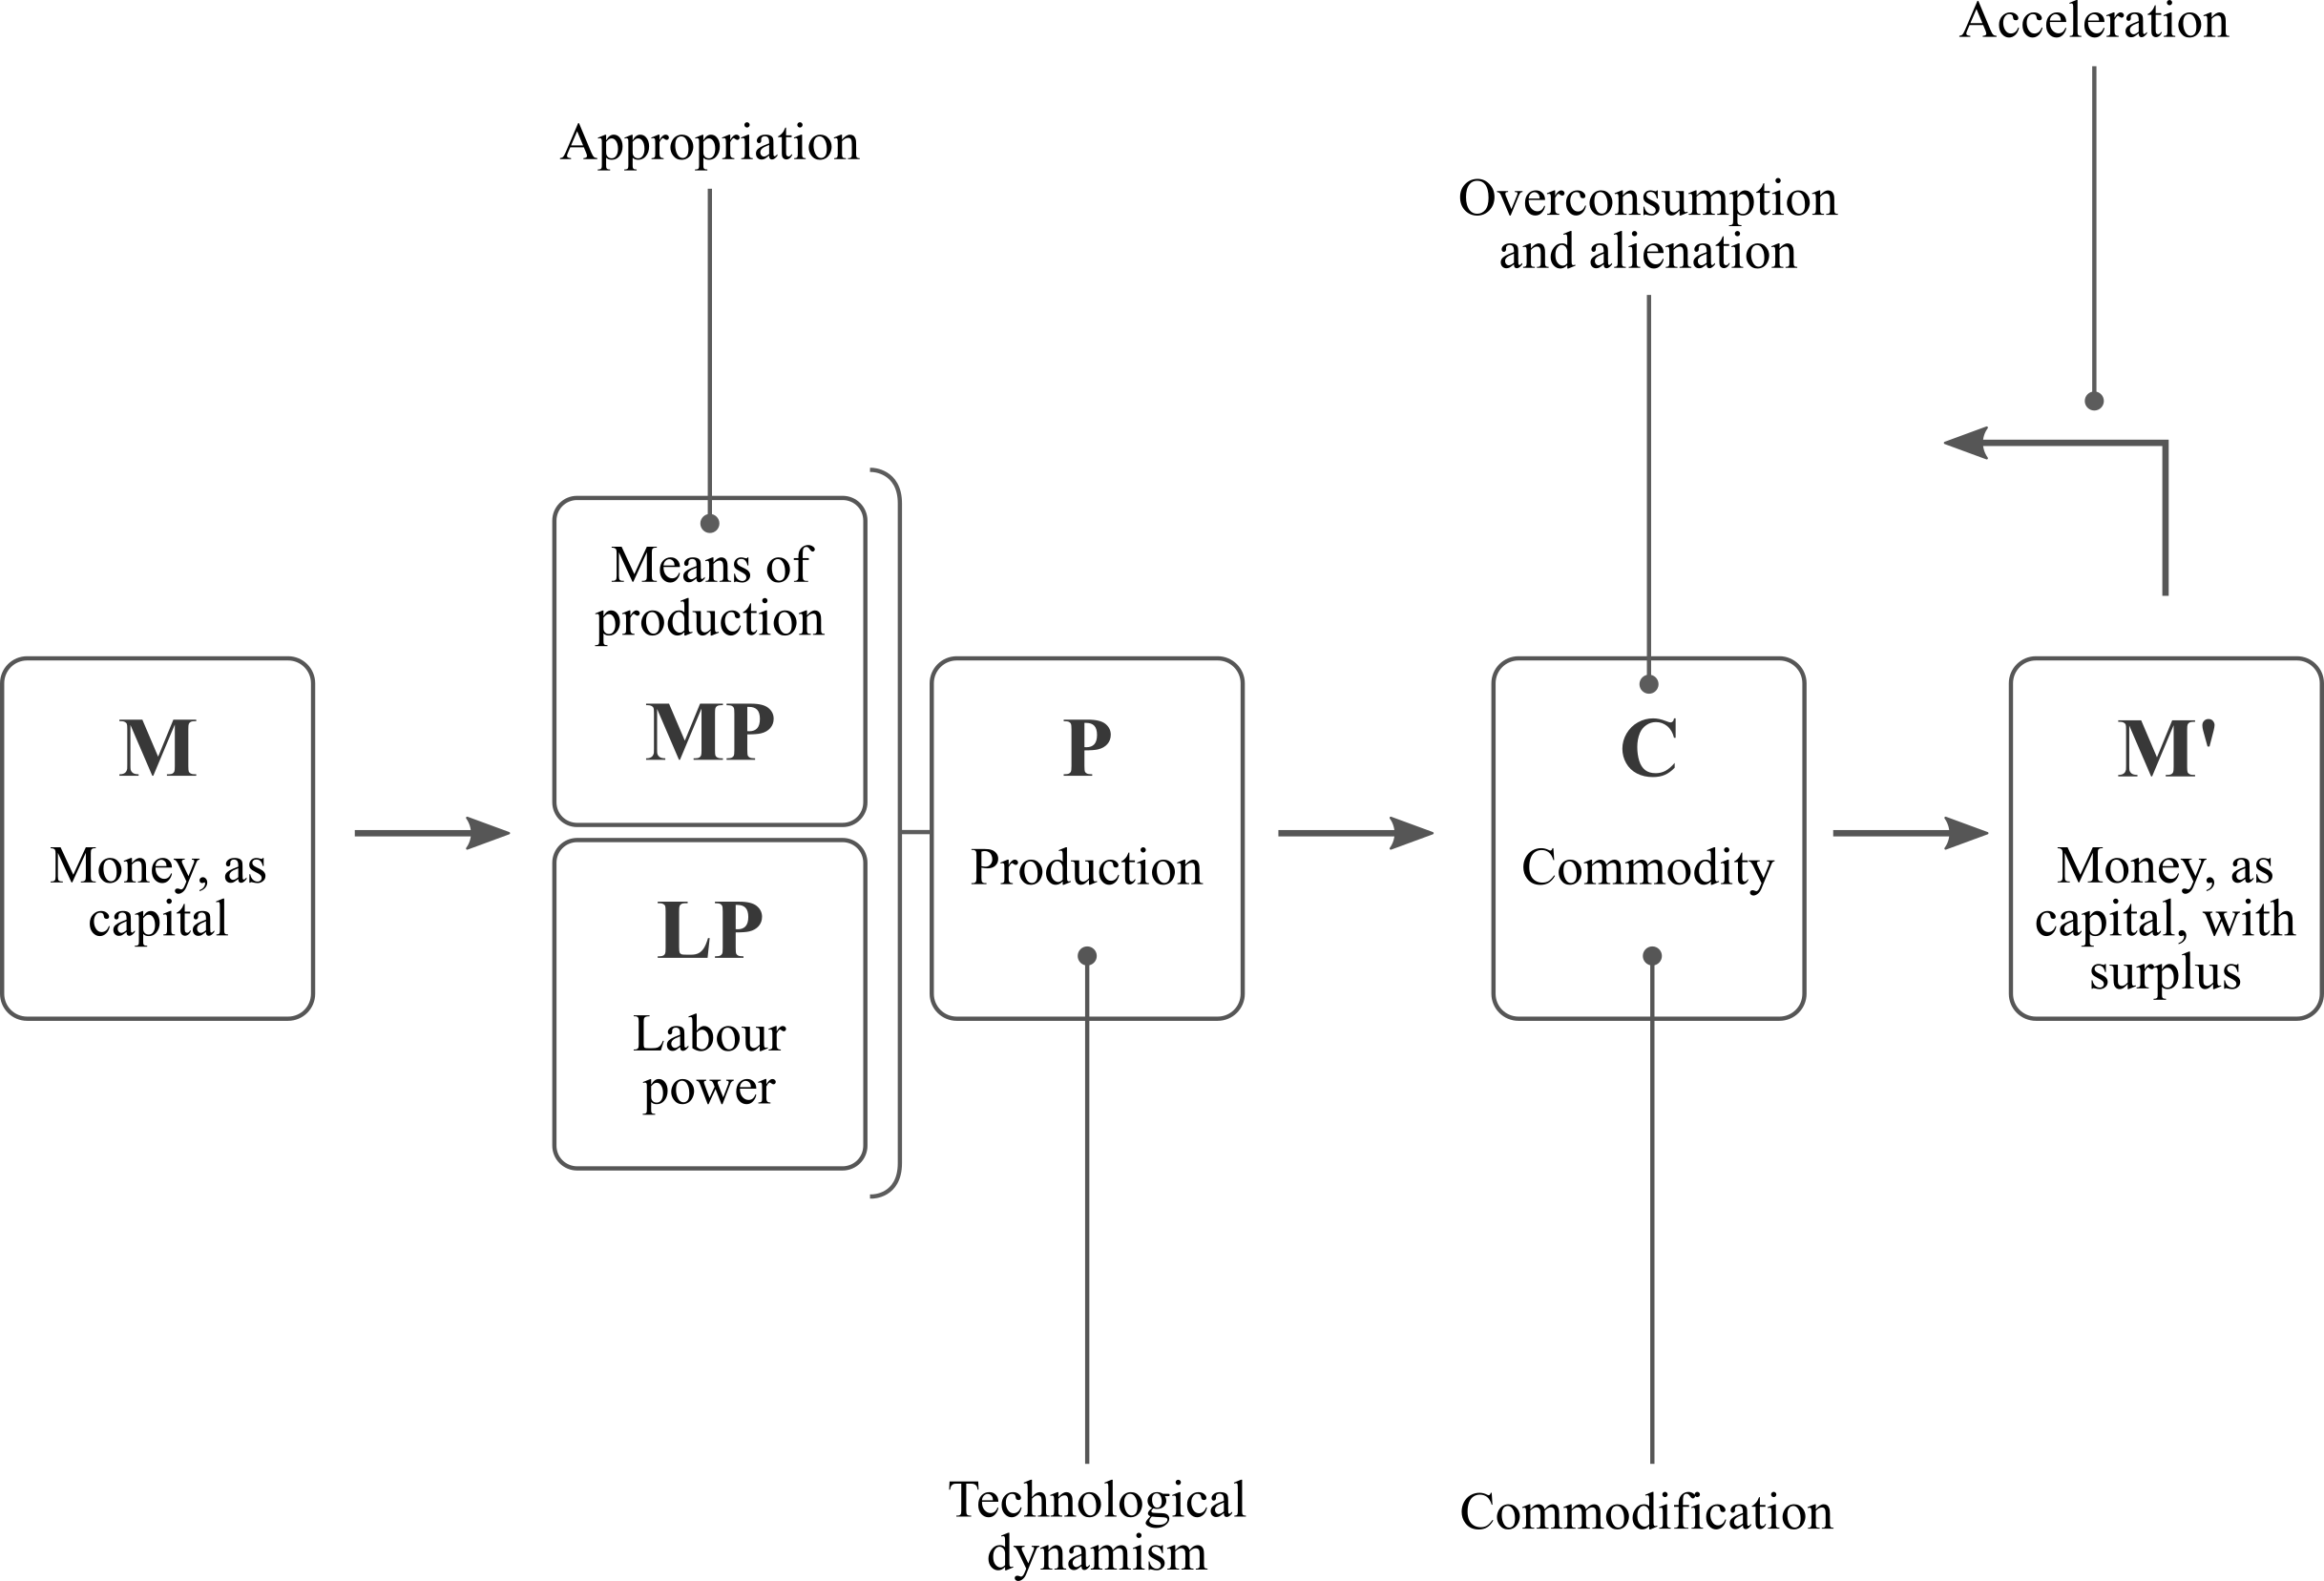 Acceleration
Appropriation
Overconsumption
and alienation
M
Money, as
capital
Means of
production
MP
LP
Labour
power
P
Production
C
Commodity
M'
Money, as
capital, with
surplus
Technological
dynamism
Commodification